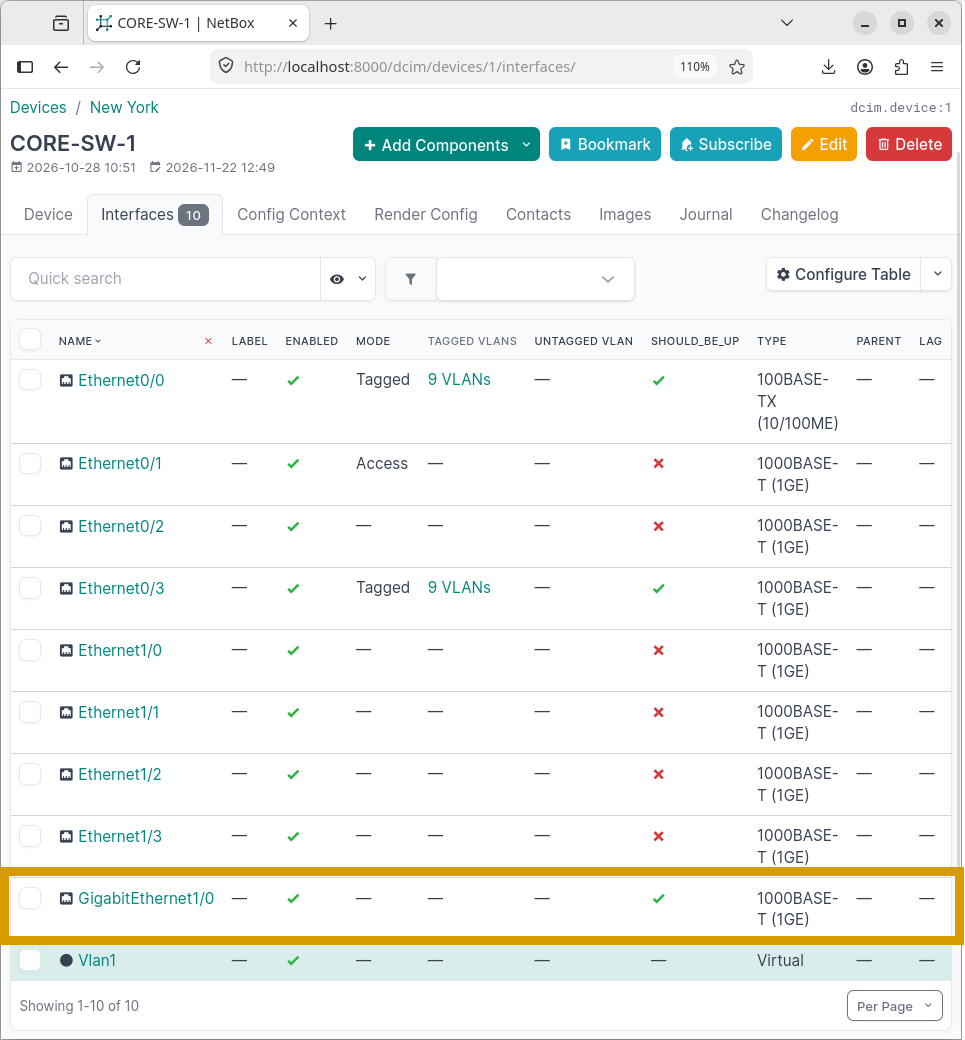 CORE-SW-1 | NetBox
http://localhost:8000/dcim/devices/1/interfaces/ 110%
Devices / New York dcim.device:1
CORE-SW-1
2026-10-28 10:51 2026-11-22 12:49
+ Add Components Bookmark Subscribe Edit Delete
Device Interfaces 10 Config Context Render Config Contacts Images Journal Changelog
Quick search Configure Table
NAME LABEL ENABLED MODE TAGGED VLANS UNTAGGED VLAN SHOULD_BE_UP TYPE PARENT LAG
Ethernet0/0 — Tagged 9 VLANs — 100BASE- — —
TX
(10/100ME)
Ethernet0/1 — Access — — 1000BASE- — —
T (1GE)
Ethernet0/2 — — — — 1000BASE- — —
T (1GE)
Ethernet0/3 — Tagged 9 VLANs — 1000BASE- — —
T (1GE)
Ethernet1/0 — — — — 1000BASE- — —
T (1GE)
Ethernet1/1 — — — — 1000BASE- — —
T (1GE)
Ethernet1/2 — — — — 1000BASE- — —
T (1GE)
Ethernet1/3 — — — — 1000BASE- — —
T (1GE)
GigabitEthernet1/0 — — — — 1000BASE- — —
T (1GE)
Vlan1 — — — — — Virtual — —
Showing 1-10 of 10 Per Page